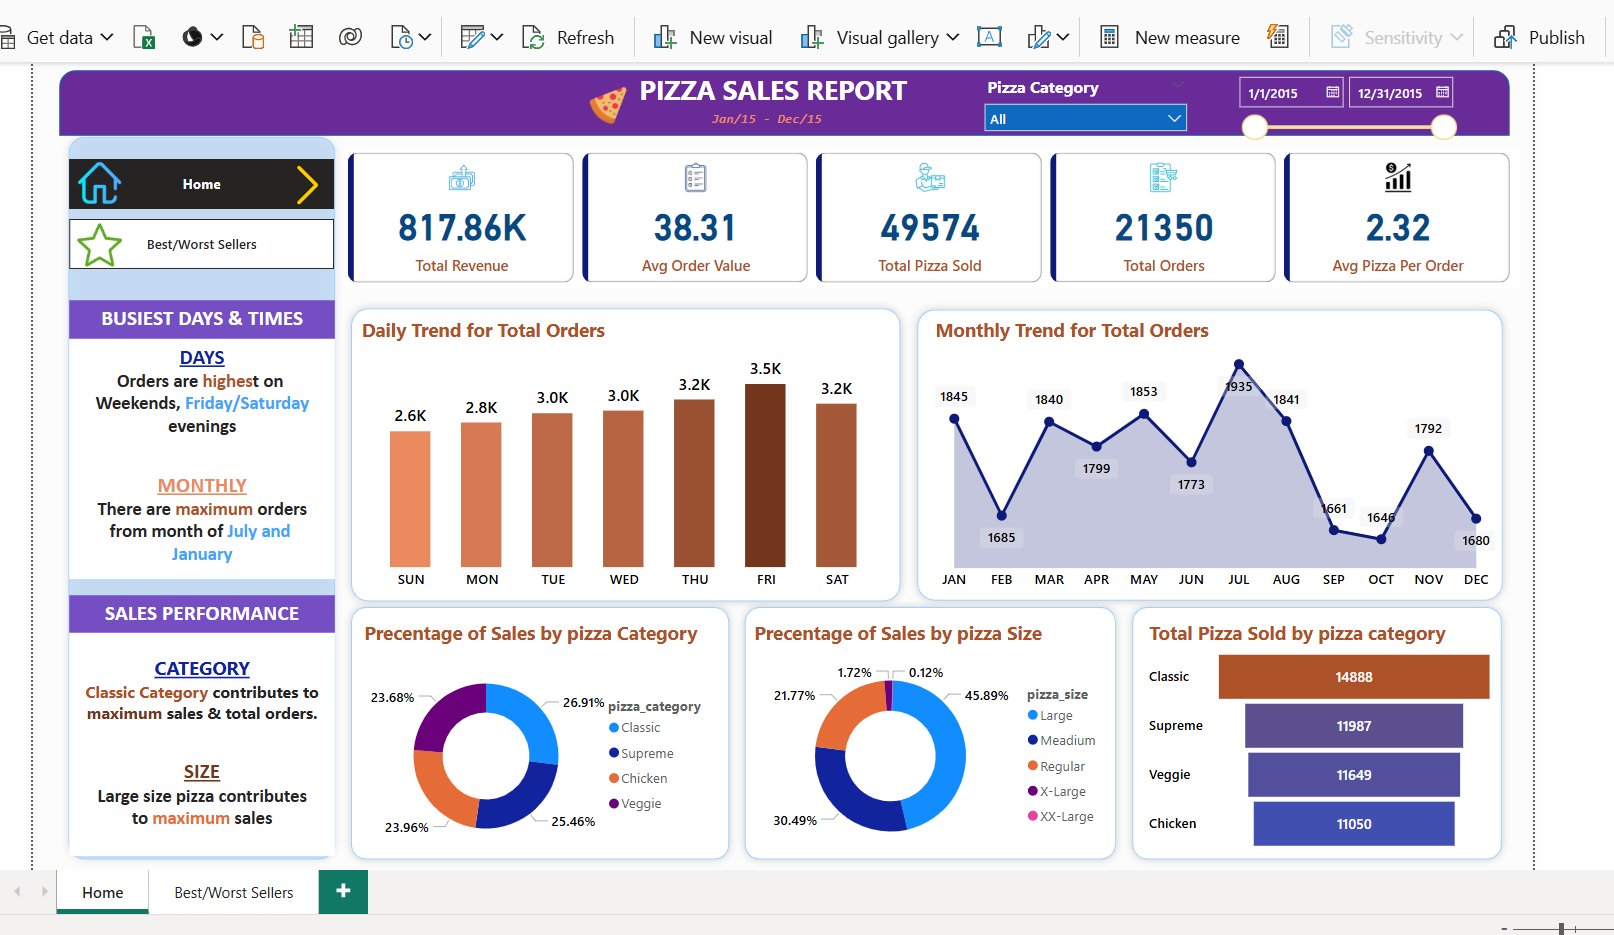 Get data
Refresh
New visual
Visual gallery
New measure
Sensitivity
Publish
PIZZA SALES REPORT
Jan/15 - Dec/15
Pizza Category
All
1/1/2015
12/31/2015
Home
Best/Worst Sellers
817.86K
Total Revenue
38.31
Avg Order Value
49574
Total Pizza Sold
21350
Total Orders
2.32
Avg Pizza Per Order
BUSIEST DAYS & TIMES
DAYS
Orders are highest on
Weekends, Friday/Saturday
evenings
MONTHLY
There are maximum orders
from month of July and
January
SALES PERFORMANCE
CATEGORY
Classic Category contributes to
maximum sales & total orders.
SIZE
Large size pizza contributes
to maximum sales
Daily Trend for Total Orders
2.6K
2.8K
3.0K
3.0K
3.2K
3.5K
3.2K
SUN MON TUE WED THU FRI SAT
Monthly Trend for Total Orders
1845
1685
1840
1799
1853
1773
1935
1841
1661
1646
1792
1680
JAN FEB MAR APR MAY JUN JUL AUG SEP OCT NOV DEC
Precentage of Sales by pizza Category
23.68%
26.91%
23.96%
25.46%
pizza_category
Classic
Supreme
Chicken
Veggie
Precentage of Sales by pizza Size
1.72%
0.12%
21.77%
45.89%
30.49%
pizza_size
Large
Meadium
Regular
X-Large
XX-Large
Total Pizza Sold by pizza category
Classic 14888
Supreme 11987
Veggie 11649
Chicken 11050
Home
Best/Worst Sellers